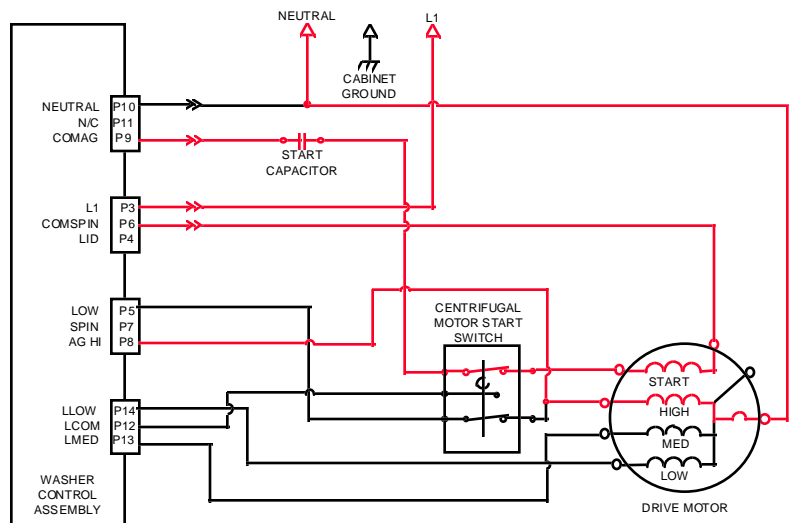 NEUTRAL
L1
CABINET
GROUND
NEUTRAL P10
N/C P11
COMAG P9
START
CAPACITOR
L1 P3
COMSPIN P6
LID P4
LOW P5
SPIN P7
AG HI P8
CENTRIFUGAL
MOTOR START
SWITCH
START
HIGH
MED
LOW
LLOW P14
LCOM P12
LMED P13
WASHER
CONTROL
ASSEMBLY
DRIVE MOTOR